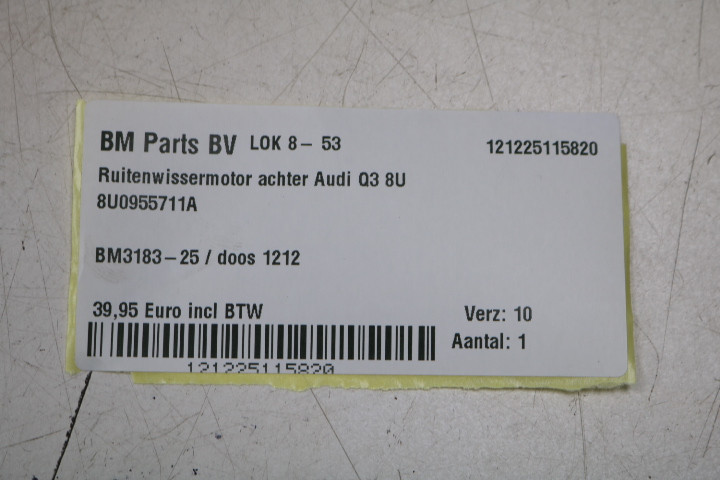 BM Parts BV LOK 8 - 53 121225115820
Ruitenwissermotor achter Audi Q3 8U
8U0955711A
BM3183-25 / doos 1212
39,95 Euro incl BTW Verz: 10
Aantal: 1
121225115820